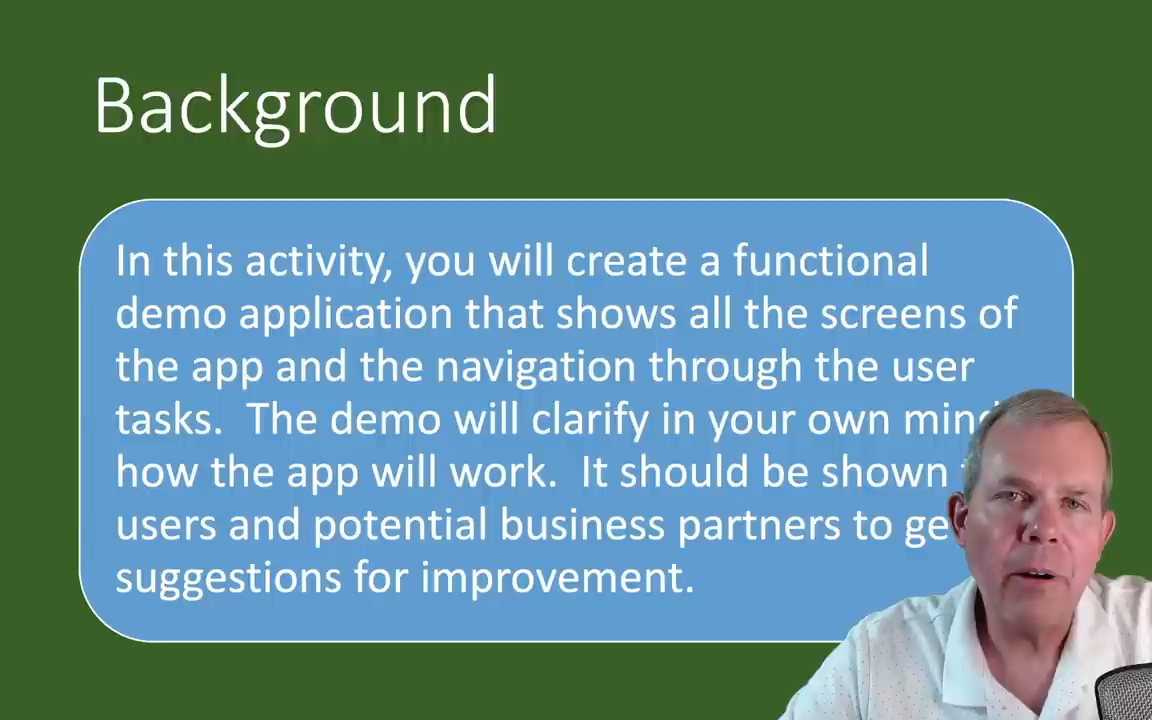 Background
In this activity, you will create a functional
demo application that shows all the screens of
the app and the navigation through the user
tasks.  The demo will clarify in your own mind
how the app will work.  It should be shown
users and potential business partners to get
suggestions for improvement.